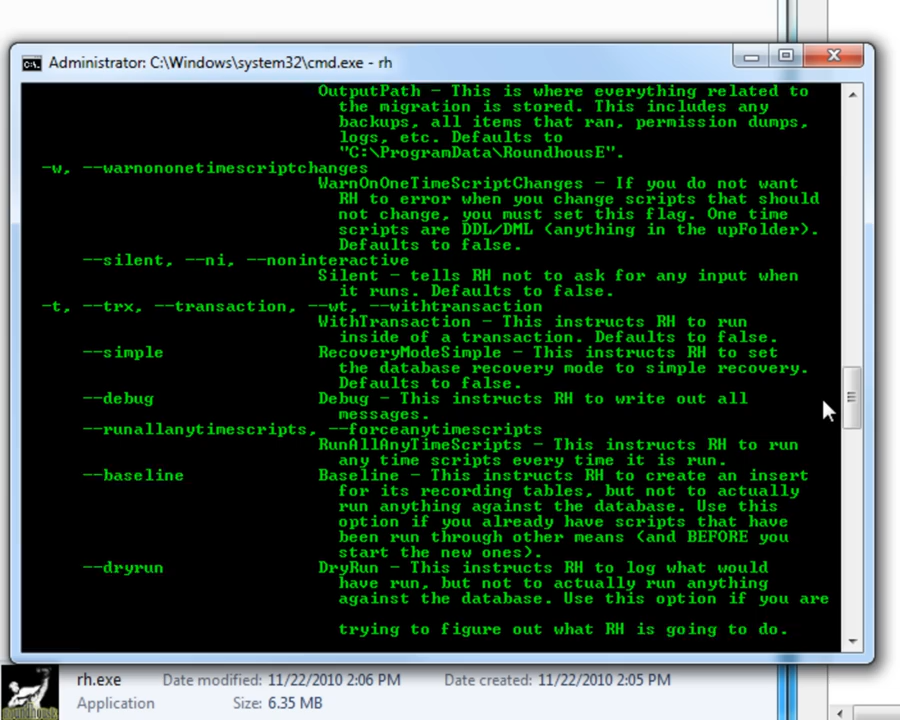 Administrator: C:\Windows\system32\cmd.exe - rh
OutputPath - This is where everything related to
the migration is stored. This includes any
backups, all items that ran, permission dumps,
logs, etc. Defaults to
"C:\ProgramData\RoundhousE".
-w, --warnononetimescriptchanges
WarnOnOneTimeScriptChanges - If you do not want
RH to error when you change scripts that should
not change, you must set this flag. One time
scripts are DDL/DML (anything in the upFolder).
Defaults to false.
--silent, --ni, --noninteractive
Silent - tells RH not to ask for any input when
it runs. Defaults to false.
-t, --trx, --transaction, --wt, --withtransaction
WithTransaction - This instructs RH to run
inside of a transaction. Defaults to false.
--simple RecoveryModeSimple - This instructs RH to set
the database recovery mode to simple recovery.
Defaults to false.
--debug Debug - This instructs RH to write out all
messages.
--runallanytimescripts, --forceanytimescripts
RunAllAnyTimeScripts - This instructs RH to run
any time scripts every time it is run.
--baseline Baseline - This instructs RH to create an insert
for its recording tables, but not to actually
run anything against the database. Use this
option if you already have scripts that have
been run through other means (and BEFORE you
start the new ones).
--dryrun DryRun - This instructs RH to log what would
have run, but not to actually run anything
against the database. Use this option if you are
trying to figure out what RH is going to do.
rh.exe Date modified: 11/22/2010 2:06 PM Date created: 11/22/2010 2:05 PM
Application Size: 6.35 MB